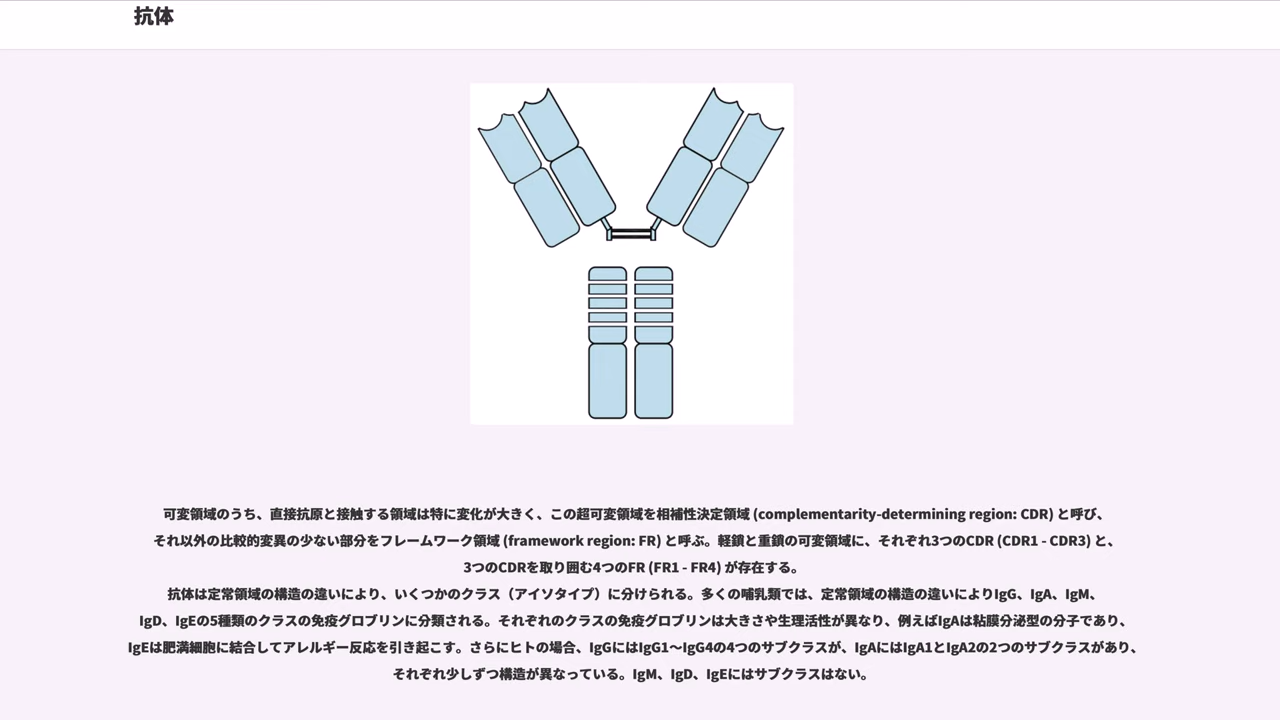 抗体
可変領域のうち、直接抗原と接触する領域は特に変化が大きく、この超可変領域を相補性決定領域 (complementarity-determining region: CDR) と呼び、
それ以外の比較的変異の少ない部分をフレームワーク領域 (framework region: FR) と呼ぶ。軽鎖と重鎖の可変領域に、それぞれ3つのCDR (CDR1 - CDR3) と、
3つのCDRを取り囲む4つのFR (FR1 - FR4) が存在する。
抗体は定常領域の構造の違いにより、いくつかのクラス（アイソタイプ）に分けられる。多くの哺乳類では、定常領域の構造の違いによりIgG、IgA、IgM、
IgD、IgEの5種類のクラスの免疫グロブリンに分類される。それぞれのクラスの免疫グロブリンは大きさや生理活性が異なり、例えばIgAは粘膜分泌型の分子であり、
IgEは肥満細胞に結合してアレルギー反応を引き起こす。さらにヒトの場合、IgGにはIgG1〜IgG4の4つのサブクラスが、IgAにはIgA1とIgA2の2つのサブクラスがあり、
それぞれ少しずつ構造が異なっている。IgM、IgD、IgEにはサブクラスはない。